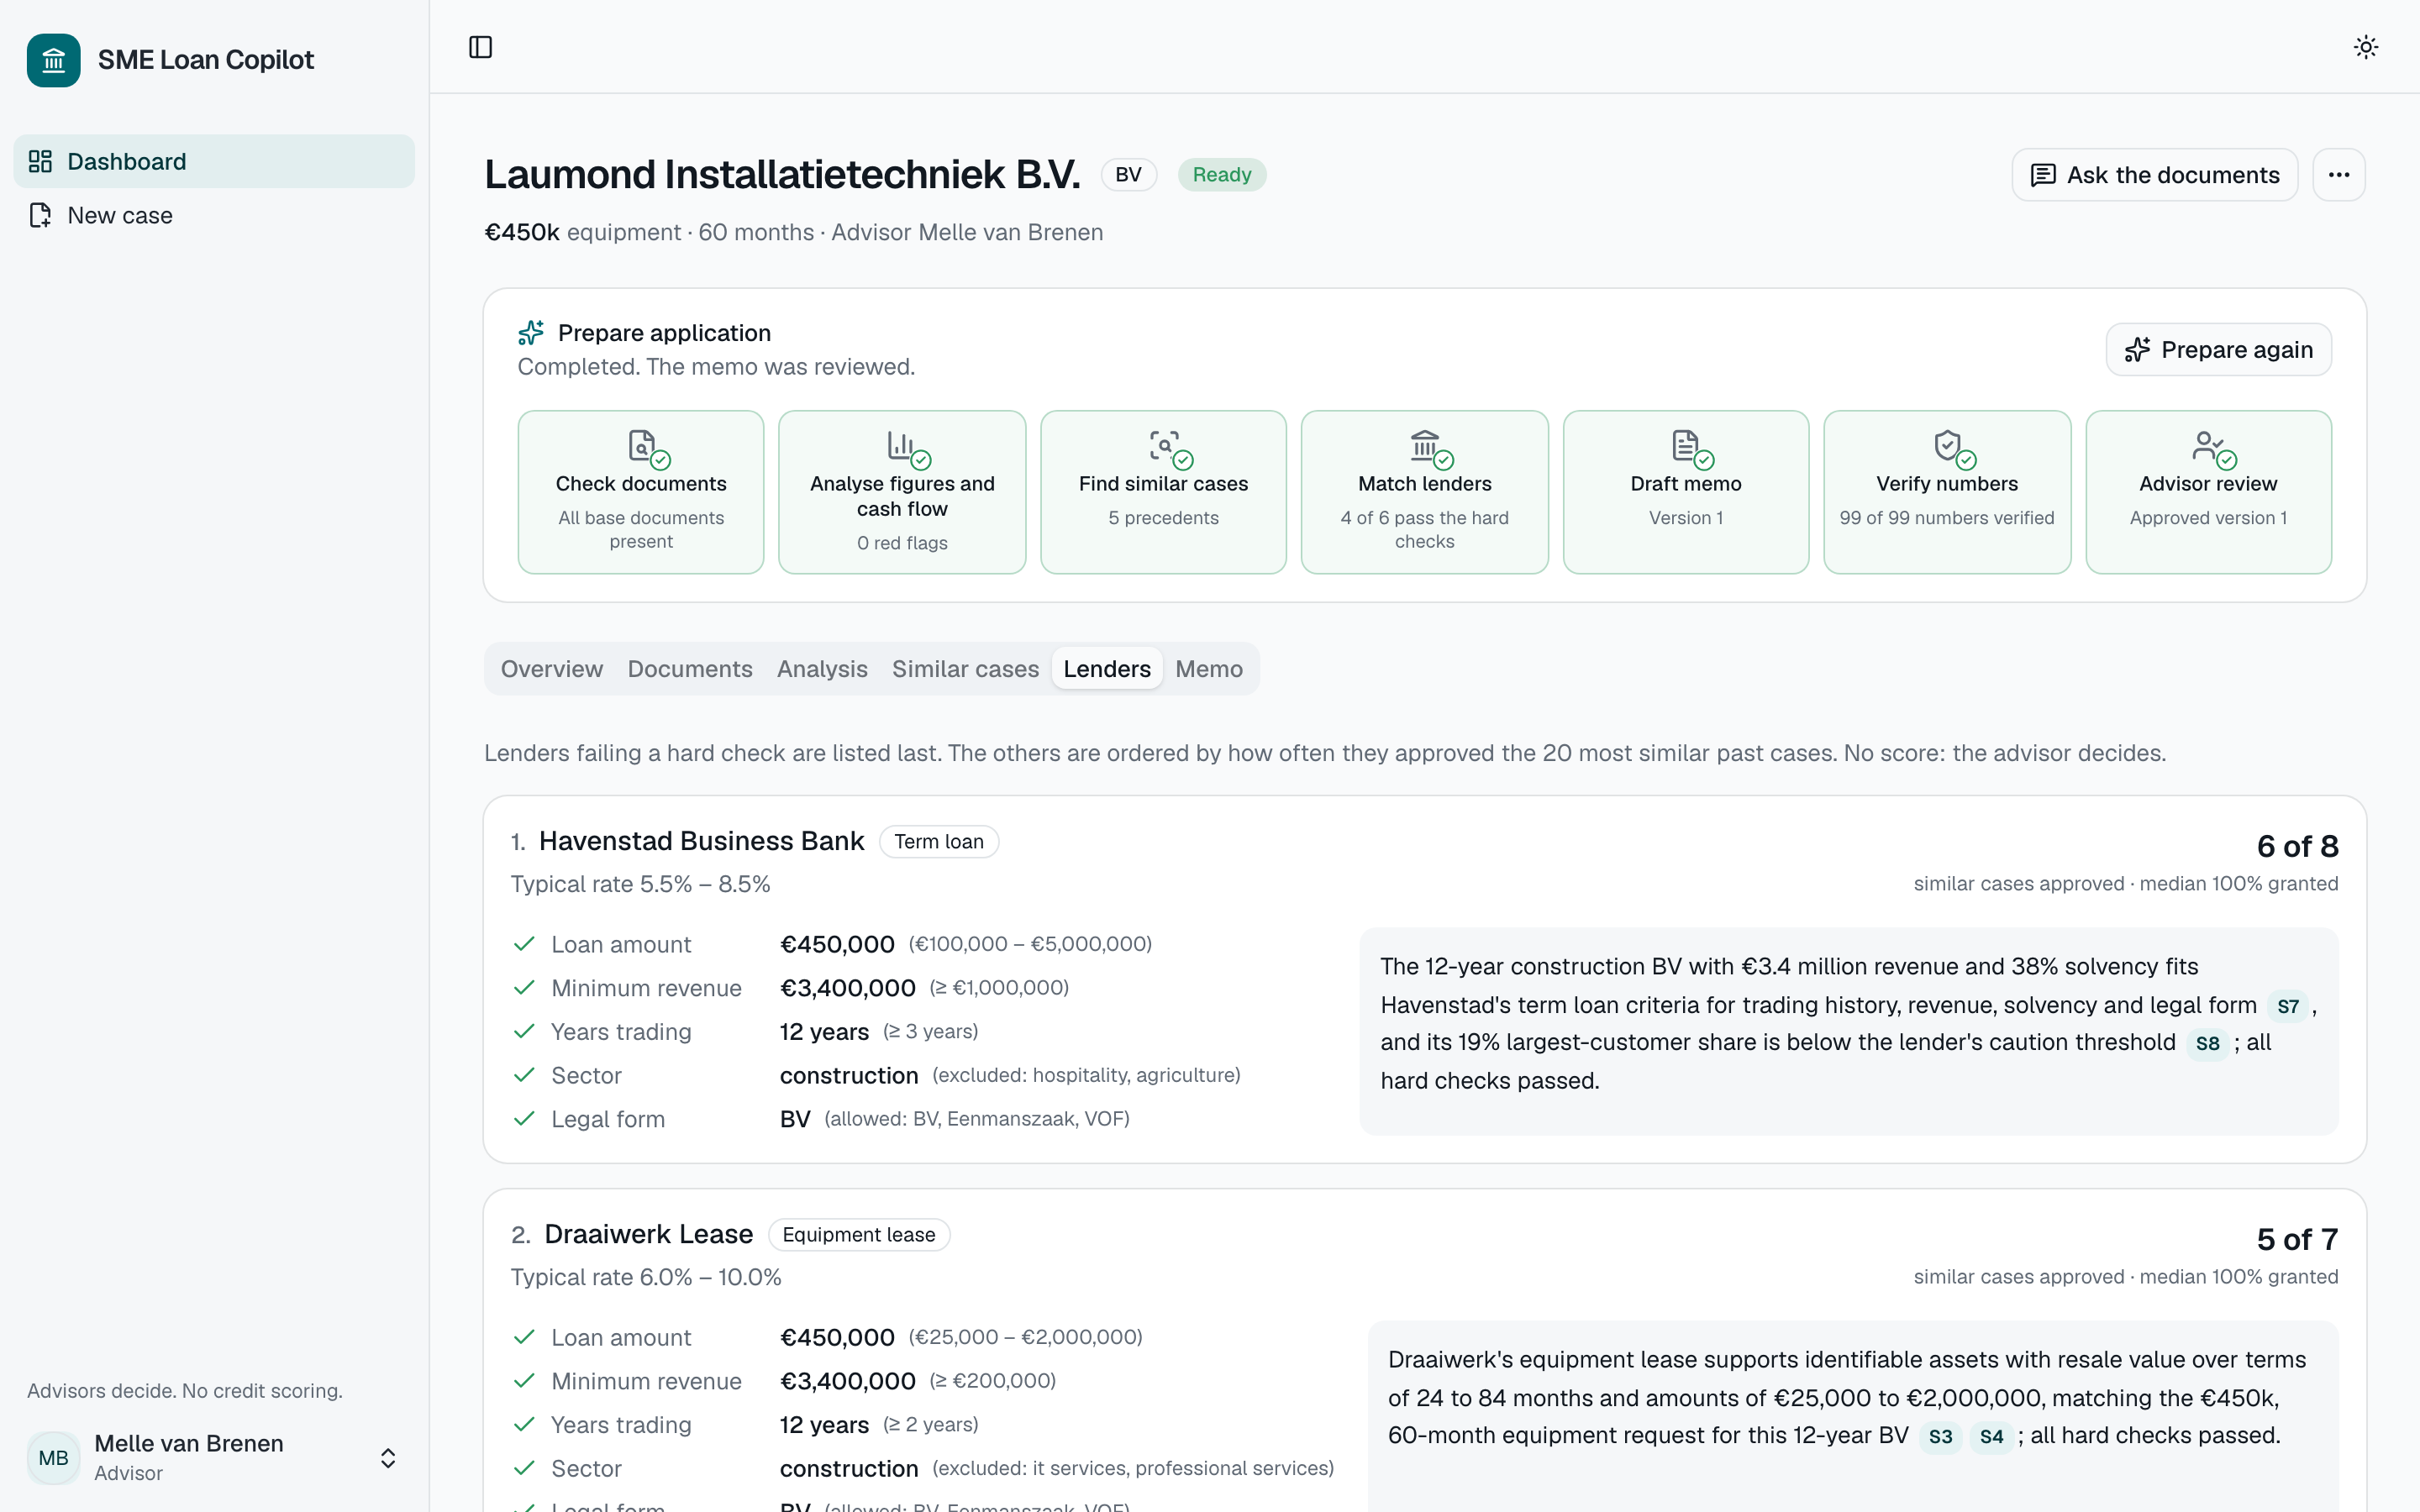 SME Loan Copilot
Dashboard
New case
Laumond Installatietechniek B.V.
BV
Ready
Ask the documents
€450k equipment · 60 months · Advisor Melle van Brenen
Prepare application
Completed. The memo was reviewed.
Prepare again
Check documents
All base documents
present
Analyse figures and
cash flow
0 red flags
Find similar cases
5 precedents
Match lenders
4 of 6 pass the hard
checks
Draft memo
Version 1
Verify numbers
99 of 99 numbers verified
Advisor review
Approved version 1
Overview Documents Analysis Similar cases Lenders Memo
Lenders failing a hard check are listed last. The others are ordered by how often they approved the 20 most similar past cases. No score: the advisor decides.
1. Havenstad Business Bank Term loan
6 of 8
Typical rate 5.5% – 8.5%
similar cases approved · median 100% granted
Loan amount €450,000 (€100,000 – €5,000,000)
Minimum revenue €3,400,000 (≥ €1,000,000)
Years trading 12 years (≥ 3 years)
Sector construction (excluded: hospitality, agriculture)
Legal form BV (allowed: BV, Eenmanszaak, VOF)
The 12-year construction BV with €3.4 million revenue and 38% solvency fits
Havenstad's term loan criteria for trading history, revenue, solvency and legal form S7 ,
and its 19% largest-customer share is below the lender's caution threshold S8 ; all
hard checks passed.
2. Draaiwerk Lease Equipment lease
5 of 7
Typical rate 6.0% – 10.0%
similar cases approved · median 100% granted
Loan amount €450,000 (€25,000 – €2,000,000)
Minimum revenue €3,400,000 (≥ €200,000)
Years trading 12 years (≥ 2 years)
Sector construction (excluded: it services, professional services)
Legal form BV (allowed: BV, Eenmanszaak, VOF)
Draaiwerk's equipment lease supports identifiable assets with resale value over terms
of 24 to 84 months and amounts of €25,000 to €2,000,000, matching the €450k,
60-month equipment request for this 12-year BV S3 S4 ; all hard checks passed.
Advisors decide. No credit scoring.
MB
Melle van Brenen
Advisor